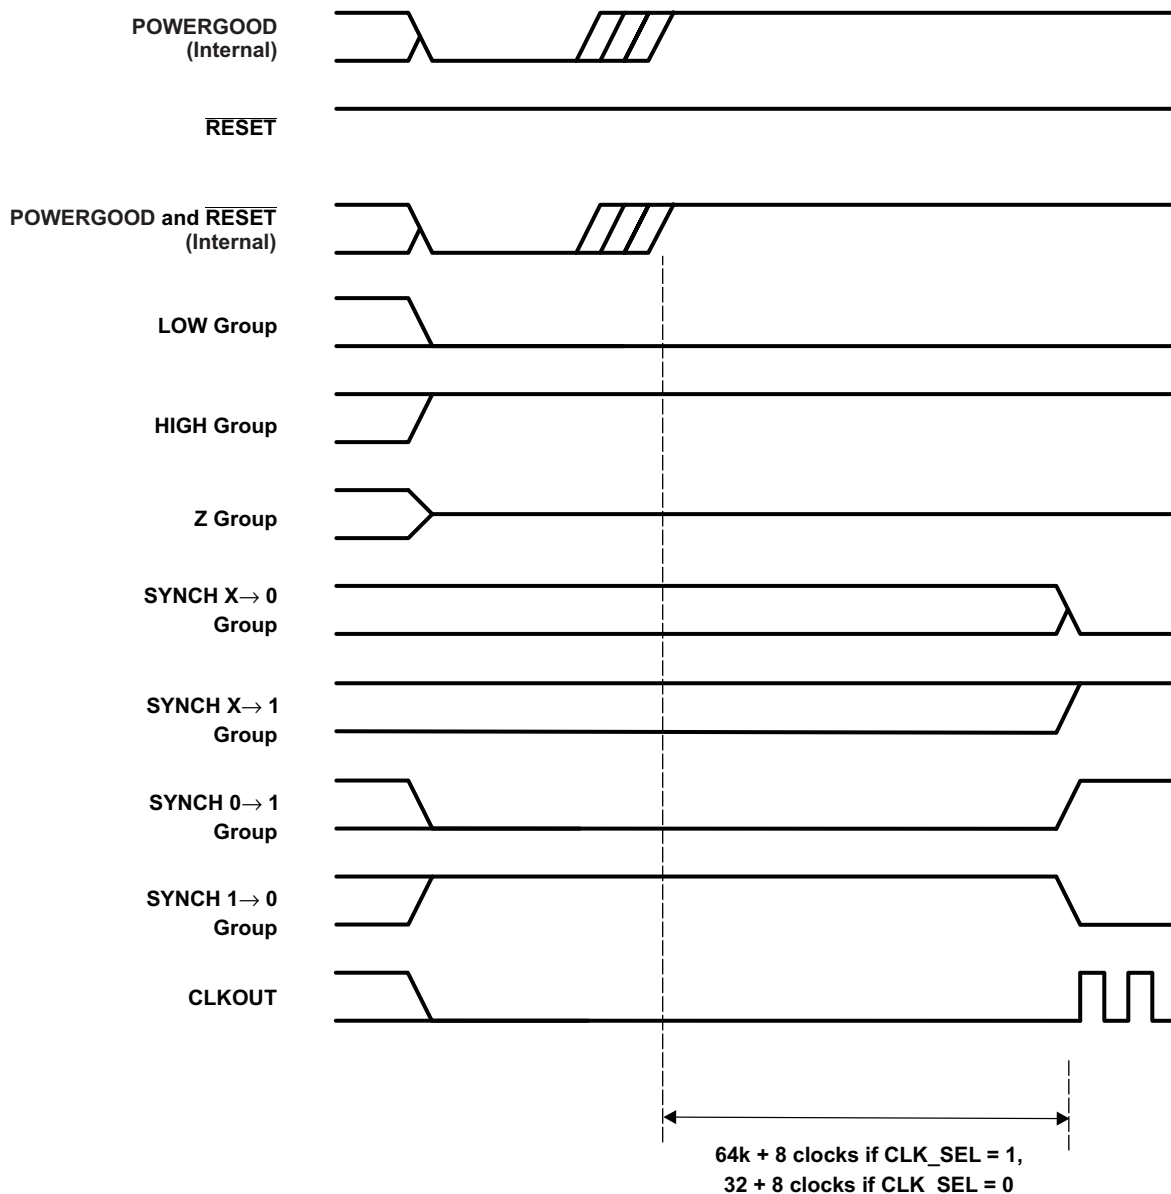 POWERGOOD
(Internal)
RESET
POWERGOOD and RESET
(Internal)
LOW Group
HIGH Group
Z Group
SYNCH X→ 0
Group
SYNCH X→ 1
Group
SYNCH 0→ 1
Group
SYNCH 1→ 0
Group
CLKOUT
64k + 8 clocks if CLK_SEL = 1,
32 + 8 clocks if CLK_SEL = 0